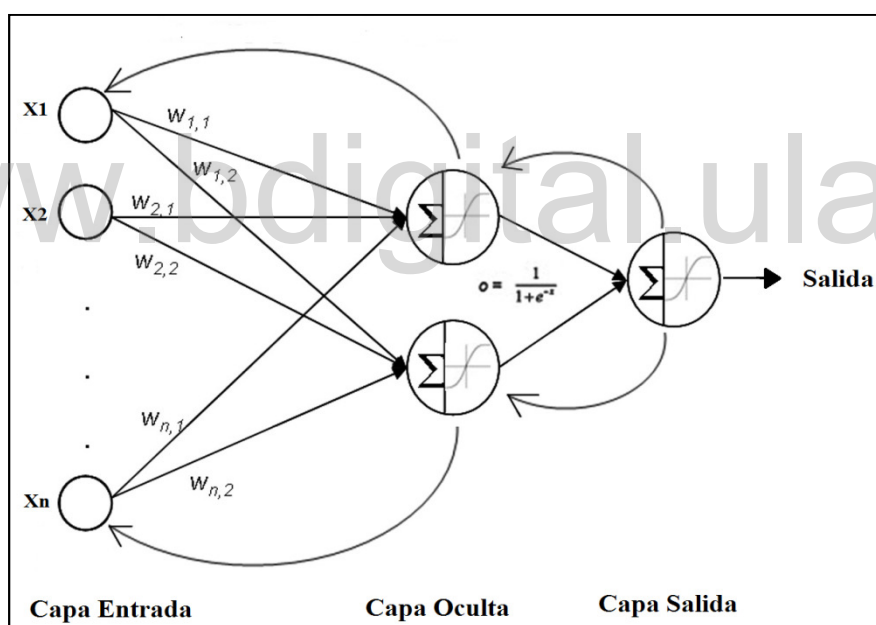 X1
W1,1
W1,2
www.bdigital.ula
X2
W2,1
W2,2
o = 1/(1+e^-z)
Σ
Σ
Σ
Salida
.
.
.
Wn,1
Wn,2
Xn
Capa Entrada
Capa Oculta
Capa Salida